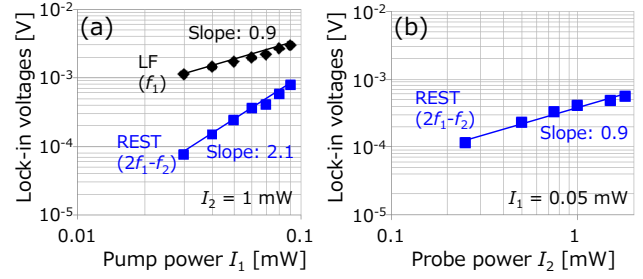 (a)
Lock-in voltages [V]
10⁻²
10⁻³
10⁻⁴
10⁻⁵
Slope: 0.9
LF
(f₁)
REST
(2f₁-f₂)
Slope: 2.1
I₂ = 1 mW
0.01
0.1
Pump power I₁ [mW]
(b)
Lock-in voltages [V]
10⁻²
10⁻³
10⁻⁴
10⁻⁵
REST
(2f₁-f₂)
Slope: 0.9
I₁ = 0.05 mW
0.1
1
Probe power I₂ [mW]